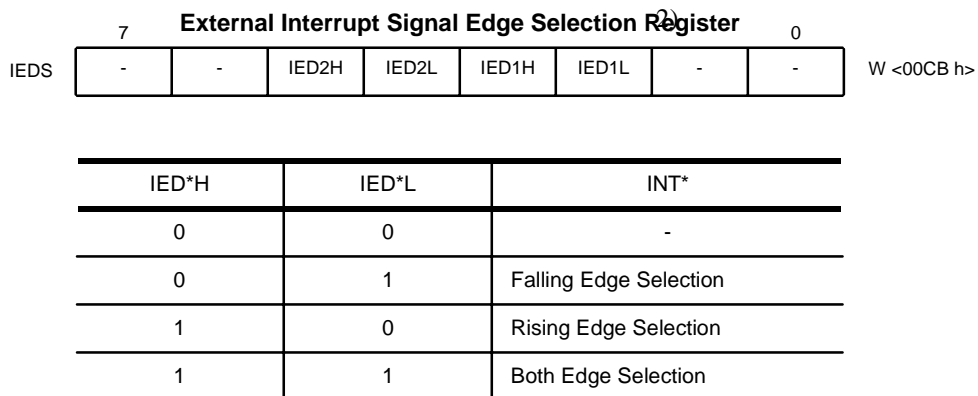 External Interrupt Signal Edge Selection Register 2)
7 0
IEDS - - IED2H IED2L IED1H IED1L - - W <00CB h>
IED*H IED*L INT*
0 0 -
0 1 Falling Edge Selection
1 0 Rising Edge Selection
1 1 Both Edge Selection